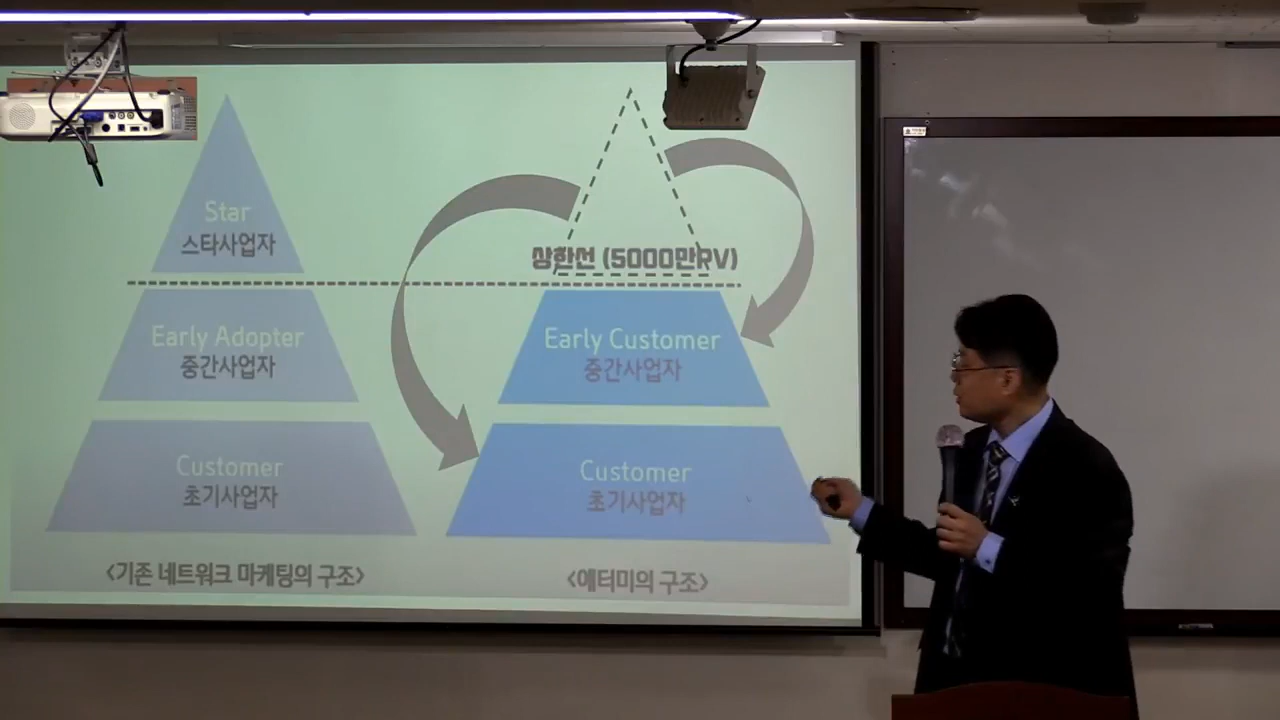 Star
스타사업자
Early Adopter
중간사업자
Customer
초기사업자
<기존 네트워크 마케팅의 구조>
상한선 (5000만RV)
Early Customer
중간사업자
Customer
초기사업자
<애터미의 구조>